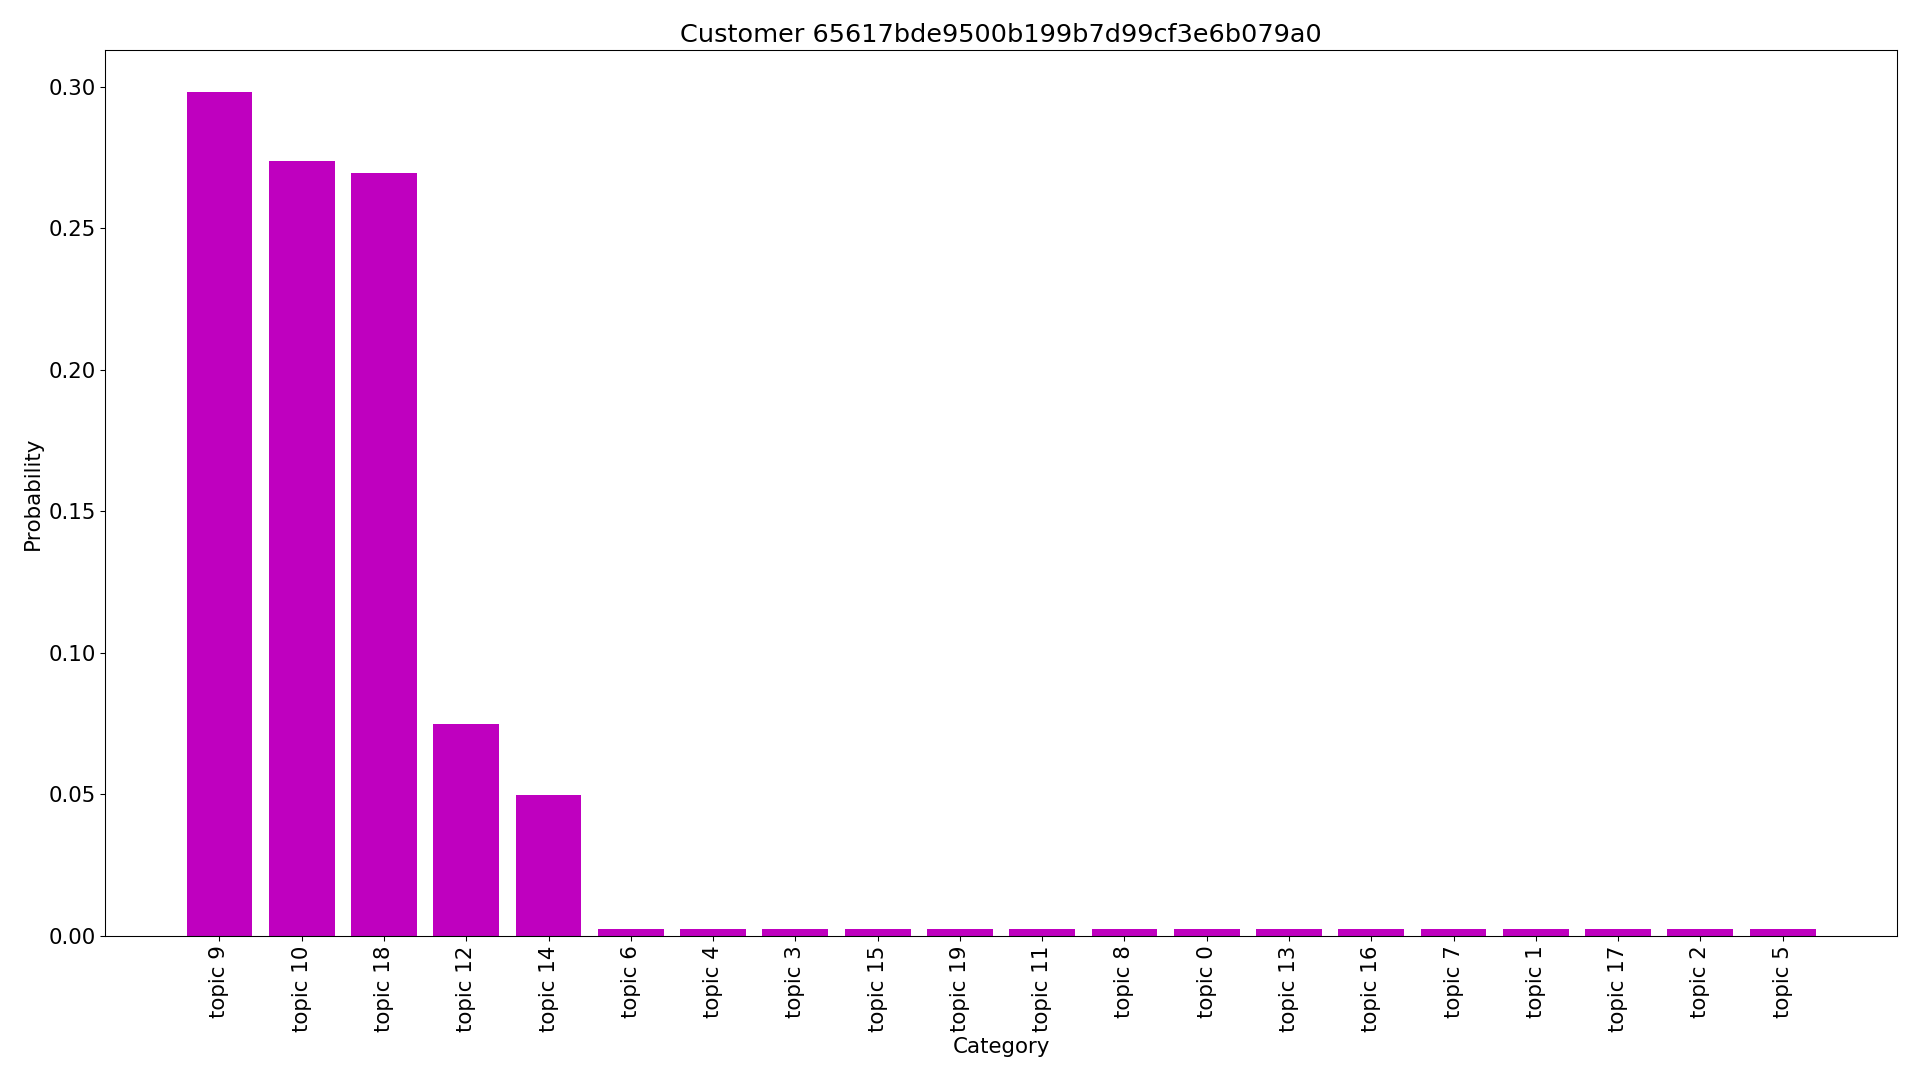 Customer 65617bde9500b199b7d99cf3e6b079a0
Probability
0.30
0.25
0.20
0.15
0.10
0.05
0.00
topic 9
topic 10
topic 18
topic 12
topic 14
topic 6
topic 4
topic 3
topic 15
topic 19
topic 11
topic 8
topic 0
topic 13
topic 16
topic 7
topic 1
topic 17
topic 2
topic 5
Category